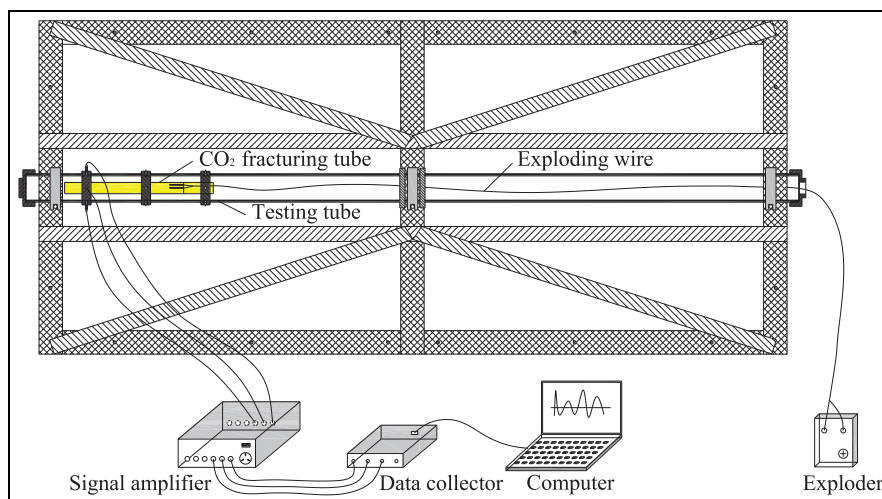 CO₂ fracturing tube
Exploding wire
Testing tube
Signal amplifier
Data collector
Computer
Exploder